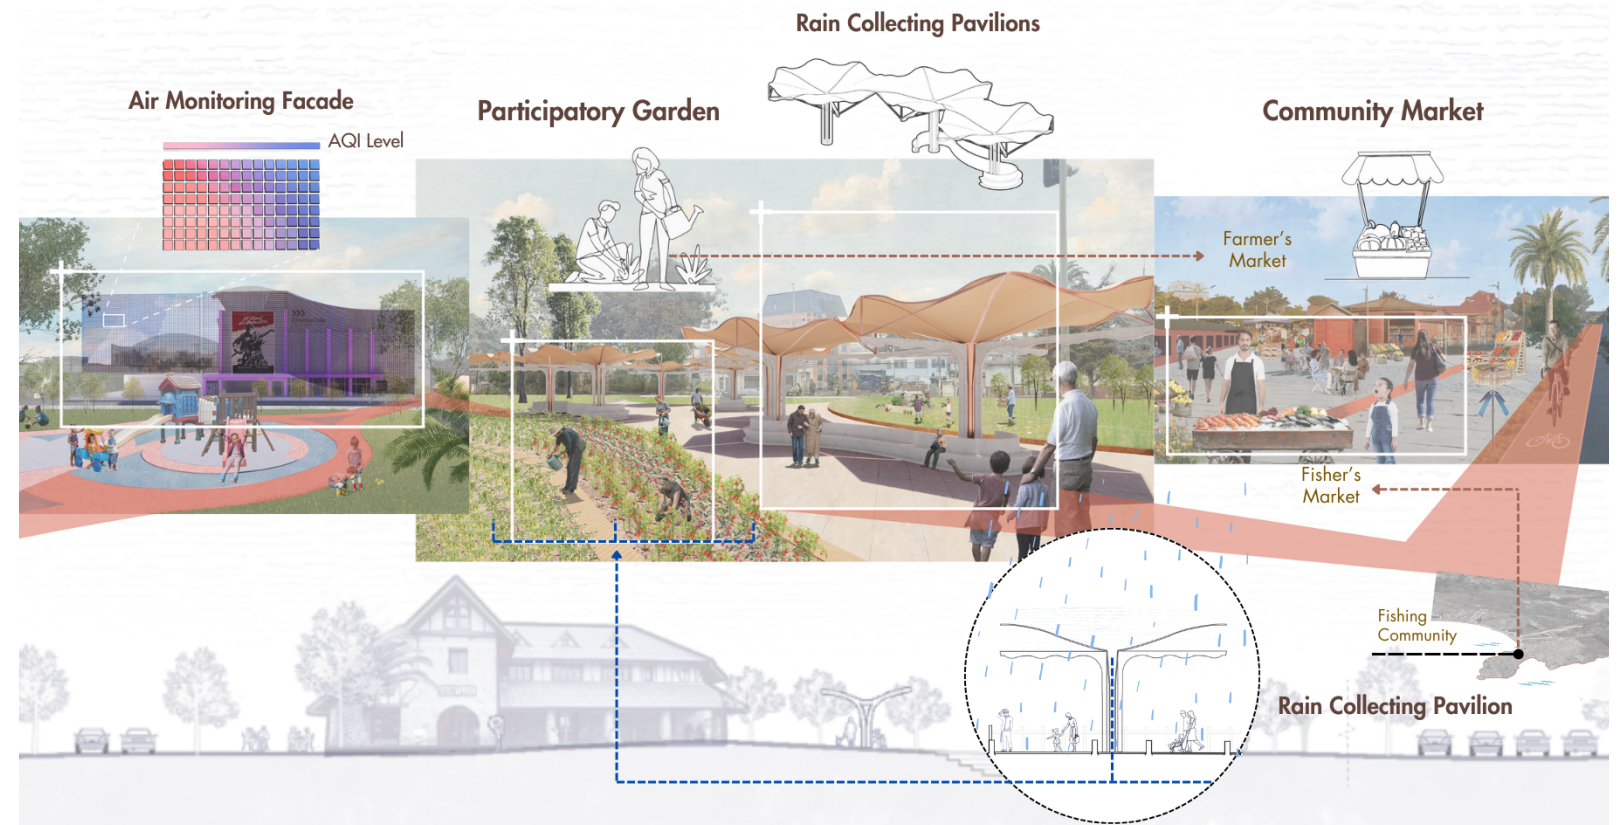 Rain Collecting Pavilions
Air Monitoring Facade
Participatory Garden
Community Market
AQI Level
Farmer's
Market
Fisher's
Market
Fishing
Community
Rain Collecting Pavilion